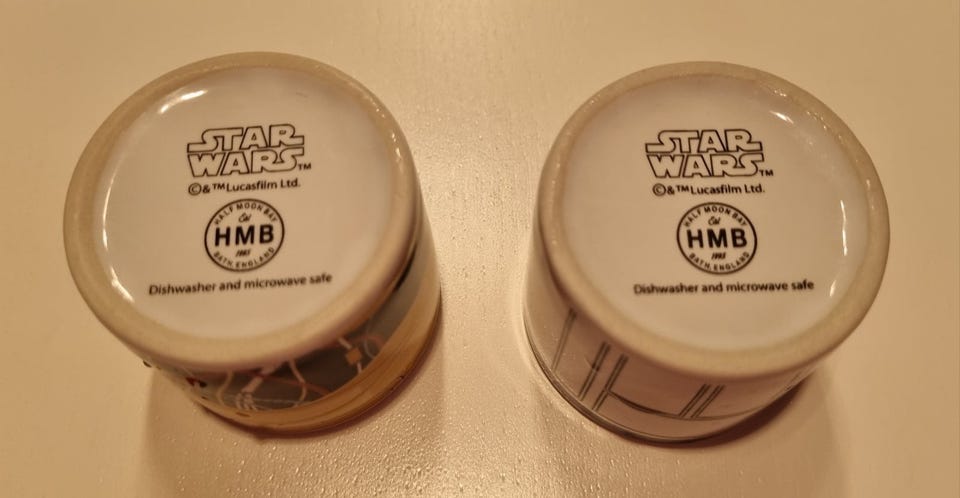 STAR
WARS™
©&™Lucasfilm Ltd.
HALF MOON BAY
Est
HMB
1993
BATH, ENGLAND
Dishwasher and microwave safe
STAR
WARS™
©&™Lucasfilm Ltd.
HALF MOON BAY
Est
HMB
1993
BATH, ENGLAND
Dishwasher and microwave safe